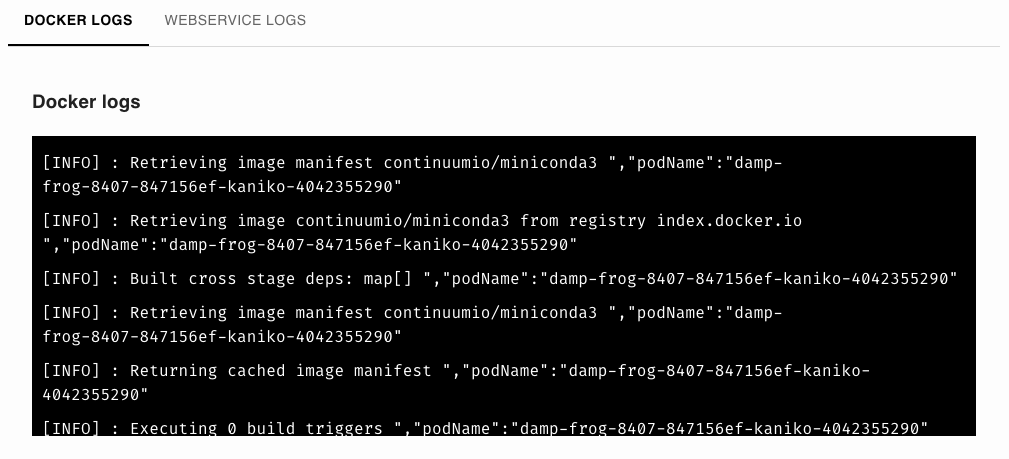 DOCKER LOGS WEBSERVICE LOGS
Docker logs
[INFO] : Retrieving image manifest continuumio/miniconda3 ","podName":"damp-
frog-8407-847156ef-kaniko-4042355290"
[INFO] : Retrieving image continuumio/miniconda3 from registry index.docker.io
","podName":"damp-frog-8407-847156ef-kaniko-4042355290"
[INFO] : Built cross stage deps: map[] ","podName":"damp-frog-8407-847156ef-kaniko-4042355290"
[INFO] : Retrieving image manifest continuumio/miniconda3 ","podName":"damp-
frog-8407-847156ef-kaniko-4042355290"
[INFO] : Returning cached image manifest ","podName":"damp-frog-8407-847156ef-kaniko-
4042355290"
[INFO] : Executing 0 build triggers ","podName":"damp-frog-8407-847156ef-kaniko-4042355290"